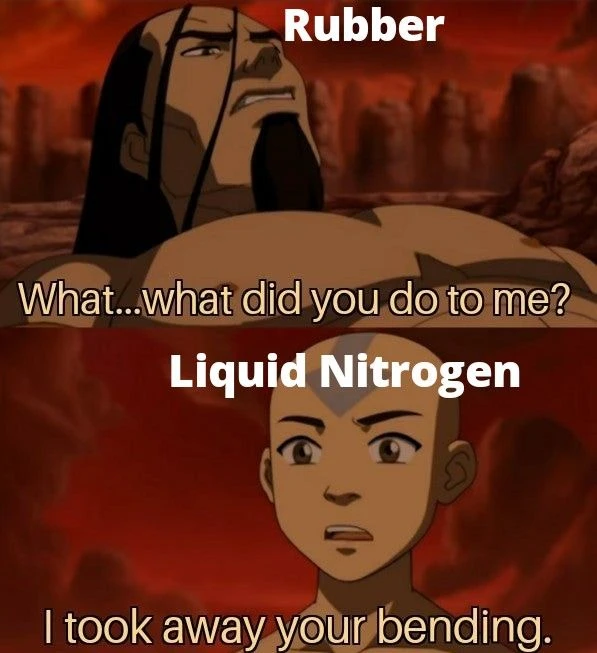 Rubber
What...what did you do to me?
Liquid Nitrogen
I took away your bending.